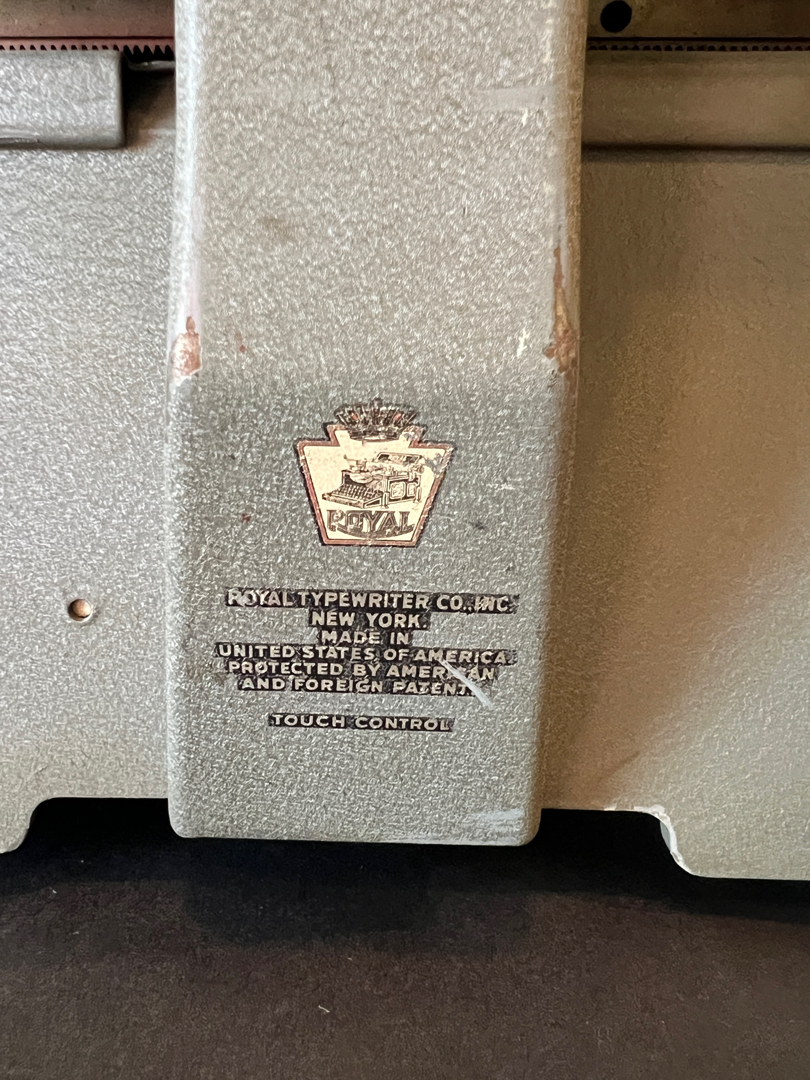 ROYAL
ROYAL TYPEWRITER CO., INC.
NEW YORK.
MADE IN
UNITED STATES OF AMERICA.
PROTECTED BY AMERICAN
AND FOREIGN PATENTS
TOUCH CONTROL